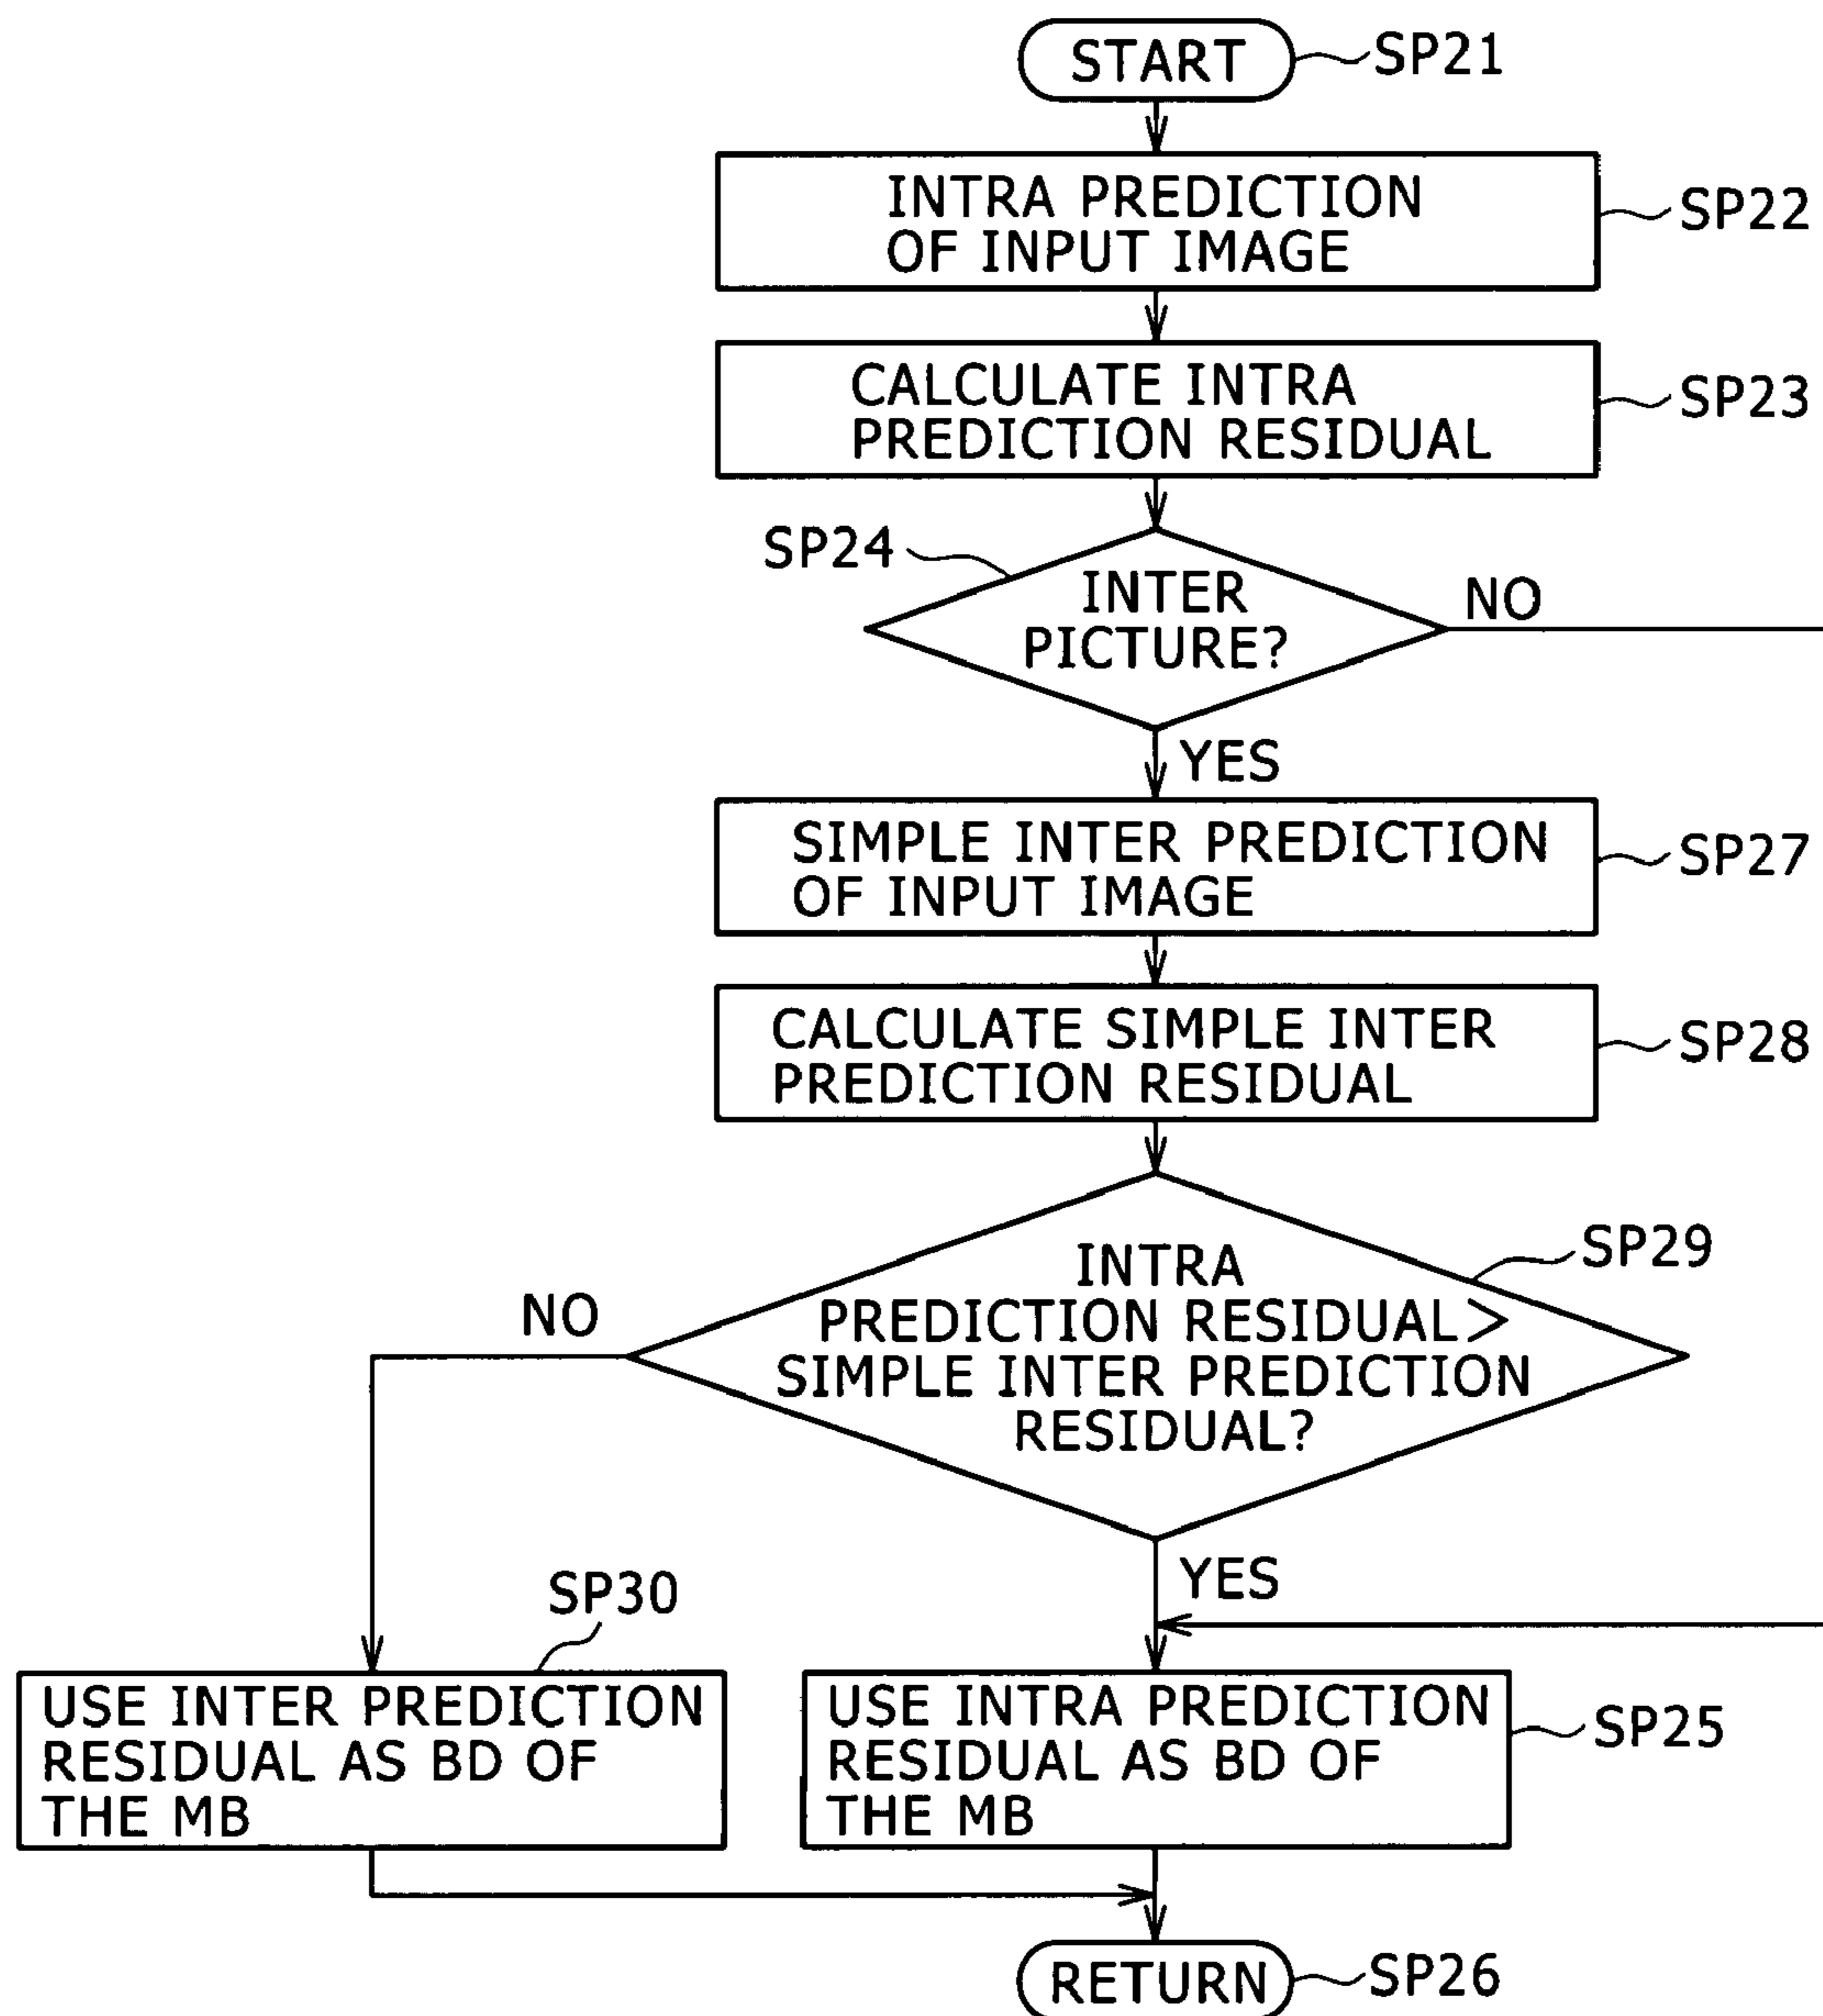 START
SP21
INTRA PREDICTION
OF INPUT IMAGE
SP22
CALCULATE INTRA
PREDICTION RESIDUAL
SP23
SP24
INTER
PICTURE?
NO
YES
SIMPLE INTER PREDICTION
OF INPUT IMAGE
SP27
CALCULATE SIMPLE INTER
PREDICTION RESIDUAL
SP28
INTRA
PREDICTION RESIDUAL>
SIMPLE INTER PREDICTION
RESIDUAL?
SP29
NO
YES
SP30
USE INTER PREDICTION
RESIDUAL AS BD OF
THE MB
USE INTRA PREDICTION
RESIDUAL AS BD OF
THE MB
SP25
RETURN
SP26